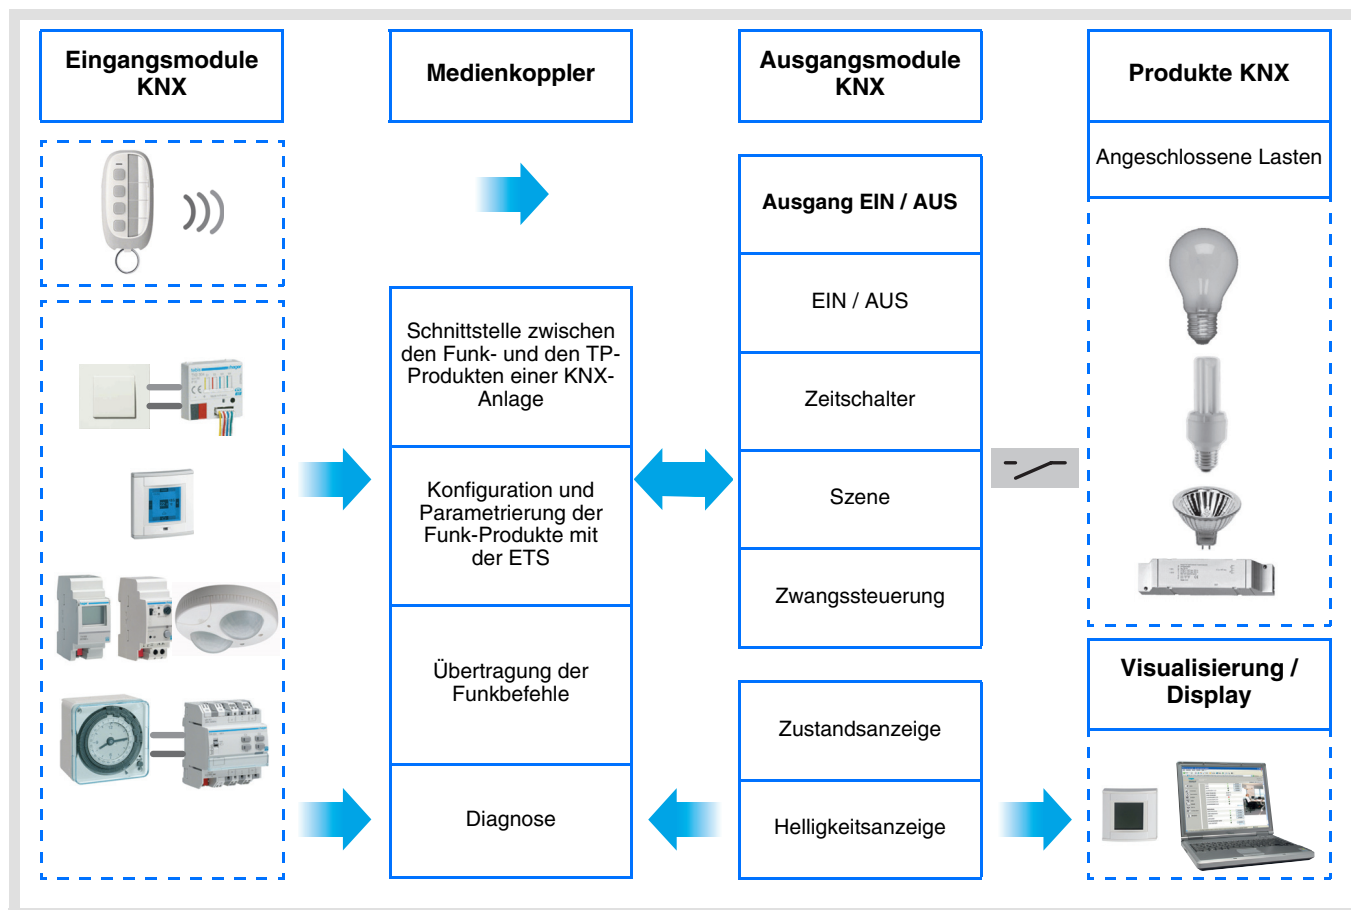 Eingangsmodule
KNX
Medienkoppler
Schnittstelle zwischen
den Funk- und den TP-
Produkten einer KNX-
Anlage
Konfiguration und
Parametrierung der
Funk-Produkte mit
der ETS
Übertragung der
Funkbefehle
Diagnose
Ausgangsmodule
KNX
Ausgang EIN / AUS
EIN / AUS
Zeitschalter
Szene
Zwangssteuerung
Zustandsanzeige
Helligkeitsanzeige
Produkte KNX
Angeschlossene Lasten
Visualisierung /
Display